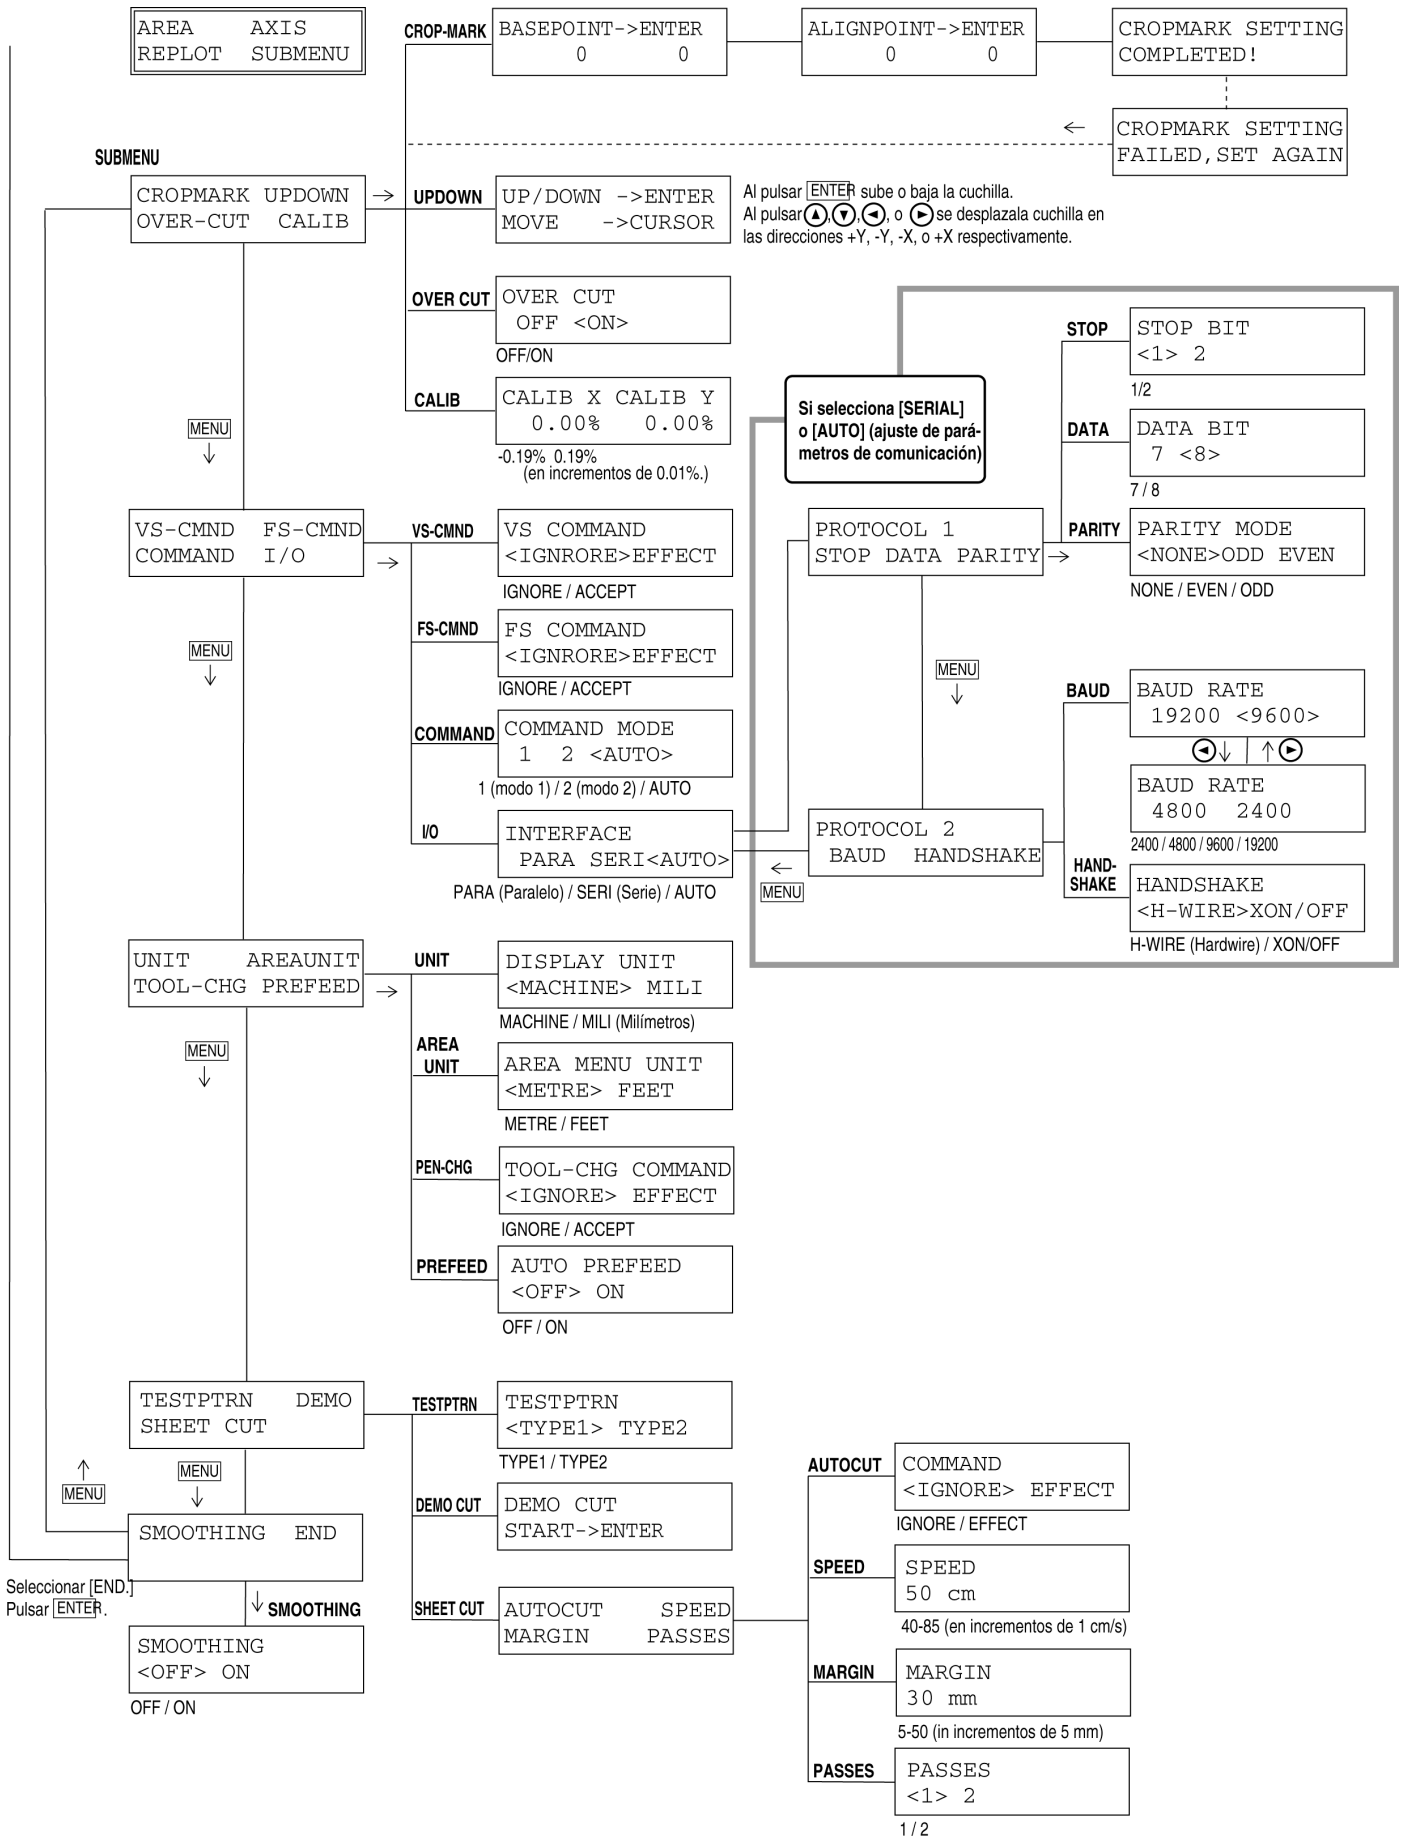 AREA AXIS
REPLOT SUBMENU
CROP-MARK
BASEPOINT->ENTER
0 0
ALIGNPOINT->ENTER
0 0
CROPMARK SETTING
COMPLETED!
CROPMARK SETTING
FAILED,SET AGAIN
←
SUBMENU
CROPMARK UPDOWN
OVER-CUT CALIB
→
UPDOWN
UP/DOWN ->ENTER
MOVE ->CURSOR
Al pulsar ENTER sube o baja la cuchilla.
Al pulsar ▲,▼,◄, o ► se desplazala cuchilla en
las direcciones +Y, -Y, -X, o +X respectivamente.
OVER CUT
OVER CUT
OFF <ON>
OFF/ON
CALIB
CALIB X CALIB Y
0.00% 0.00%
-0.19% 0.19%
(en incrementos de 0.01%.)
MENU
↓
Si selecciona [SERIAL]
o [AUTO] (ajuste de pará-
metros de comunicación)
STOP
STOP BIT
<1> 2
1/2
DATA
DATA BIT
7 <8>
7 / 8
PARITY
PARITY MODE
<NONE>ODD EVEN
NONE / EVEN / ODD
PROTOCOL 1
STOP DATA PARITY
→
MENU
↓
VS-CMND FS-CMND
COMMAND I/O
→
VS-CMND
VS COMMAND
<IGNRORE>EFFECT
IGNORE / ACCEPT
FS-CMND
FS COMMAND
<IGNRORE>EFFECT
IGNORE / ACCEPT
MENU
↓
COMMAND
COMMAND MODE
1 2 <AUTO>
1 (modo 1) / 2 (modo 2) / AUTO
I/O
INTERFACE
PARA SERI<AUTO>
PARA (Paralelo) / SERI (Serie) / AUTO
←
MENU
PROTOCOL 2
BAUD HANDSHAKE
BAUD
BAUD RATE
19200 <9600>
◄↓ ↑►
BAUD RATE
4800 2400
2400 / 4800 / 9600 / 19200
HAND-
SHAKE
HANDSHAKE
<H-WIRE>XON/OFF
H-WIRE (Hardwire) / XON/OFF
UNIT AREAUNIT
TOOL-CHG PREFEED
→
UNIT
DISPLAY UNIT
<MACHINE> MILI
MACHINE / MILI (Milímetros)
AREA
UNIT
AREA MENU UNIT
<METRE> FEET
METRE / FEET
MENU
↓
PEN-CHG
TOOL-CHG COMMAND
<IGNORE> EFFECT
IGNORE / ACCEPT
PREFEED
AUTO PREFEED
<OFF> ON
OFF / ON
TESTPTRN DEMO
SHEET CUT
TESTPTRN
TESTPTRN
<TYPE1> TYPE2
TYPE1 / TYPE2
↑
MENU
MENU
↓
DEMO CUT
DEMO CUT
START->ENTER
SMOOTHING END
Seleccionar [END.]
Pulsar ENTER.
↓ SMOOTHING
SMOOTHING
<OFF> ON
OFF / ON
SHEET CUT
AUTOCUT SPEED
MARGIN PASSES
AUTOCUT
COMMAND
<IGNORE> EFFECT
IGNORE / EFFECT
SPEED
SPEED
50 cm
40-85 (en incrementos de 1 cm/s)
MARGIN
MARGIN
30 mm
5-50 (in incrementos de 5 mm)
PASSES
PASSES
<1> 2
1 / 2